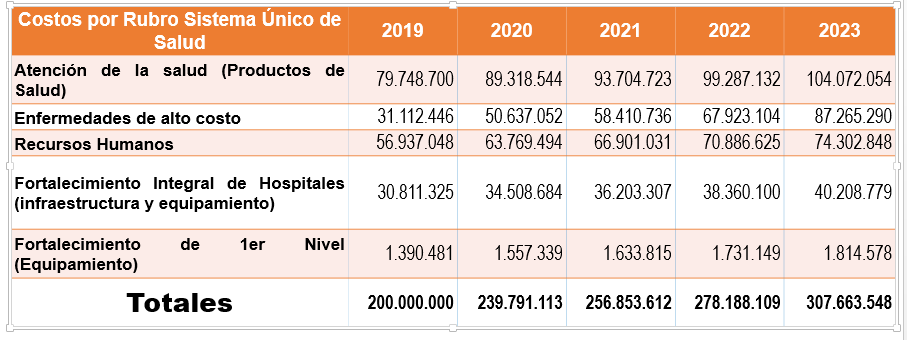 Costos por Rubro Sistema Único de Salud 2019 2020 2021 2022 2023
Atención de la salud (Productos de Salud) 79.748.700 89.318.544 93.704.723 99.287.132 104.072.054
Enfermedades de alto costo 31.112.446 50.637.052 58.410.736 67.923.104 87.265.290
Recursos Humanos 56.937.048 63.769.494 66.901.031 70.886.625 74.302.848
Fortalecimiento Integral de Hospitales (infraestructura y equipamiento) 30.811.325 34.508.684 36.203.307 38.360.100 40.208.779
Fortalecimiento de 1er Nivel (Equipamiento) 1.390.481 1.557.339 1.633.815 1.731.149 1.814.578
Totales 200.000.000 239.791.113 256.853.612 278.188.109 307.663.548